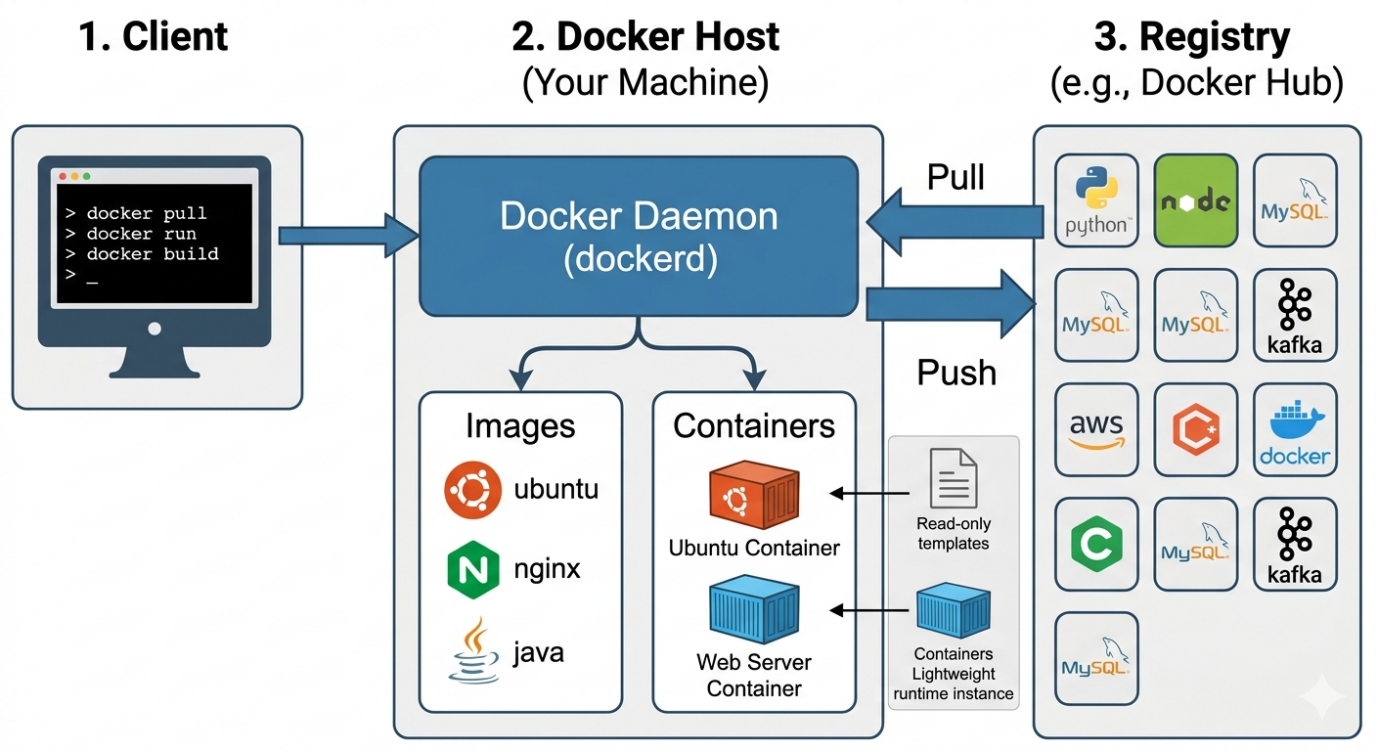 1. Client
2. Docker Host
(Your Machine)
3. Registry
(e.g., Docker Hub)
> docker pull
> docker run
> docker build
> _
Docker Daemon
(dockerd)
Pull
Push
Images
ubuntu
nginx
java
Containers
Ubuntu Container
Web Server
Container
Read-only
templates
Containers
Lightweight
runtime instance
python™
node
MySQL
MySQL
MySQL
kafka
aws
C+
docker
C
MySQL
kafka
MySQL